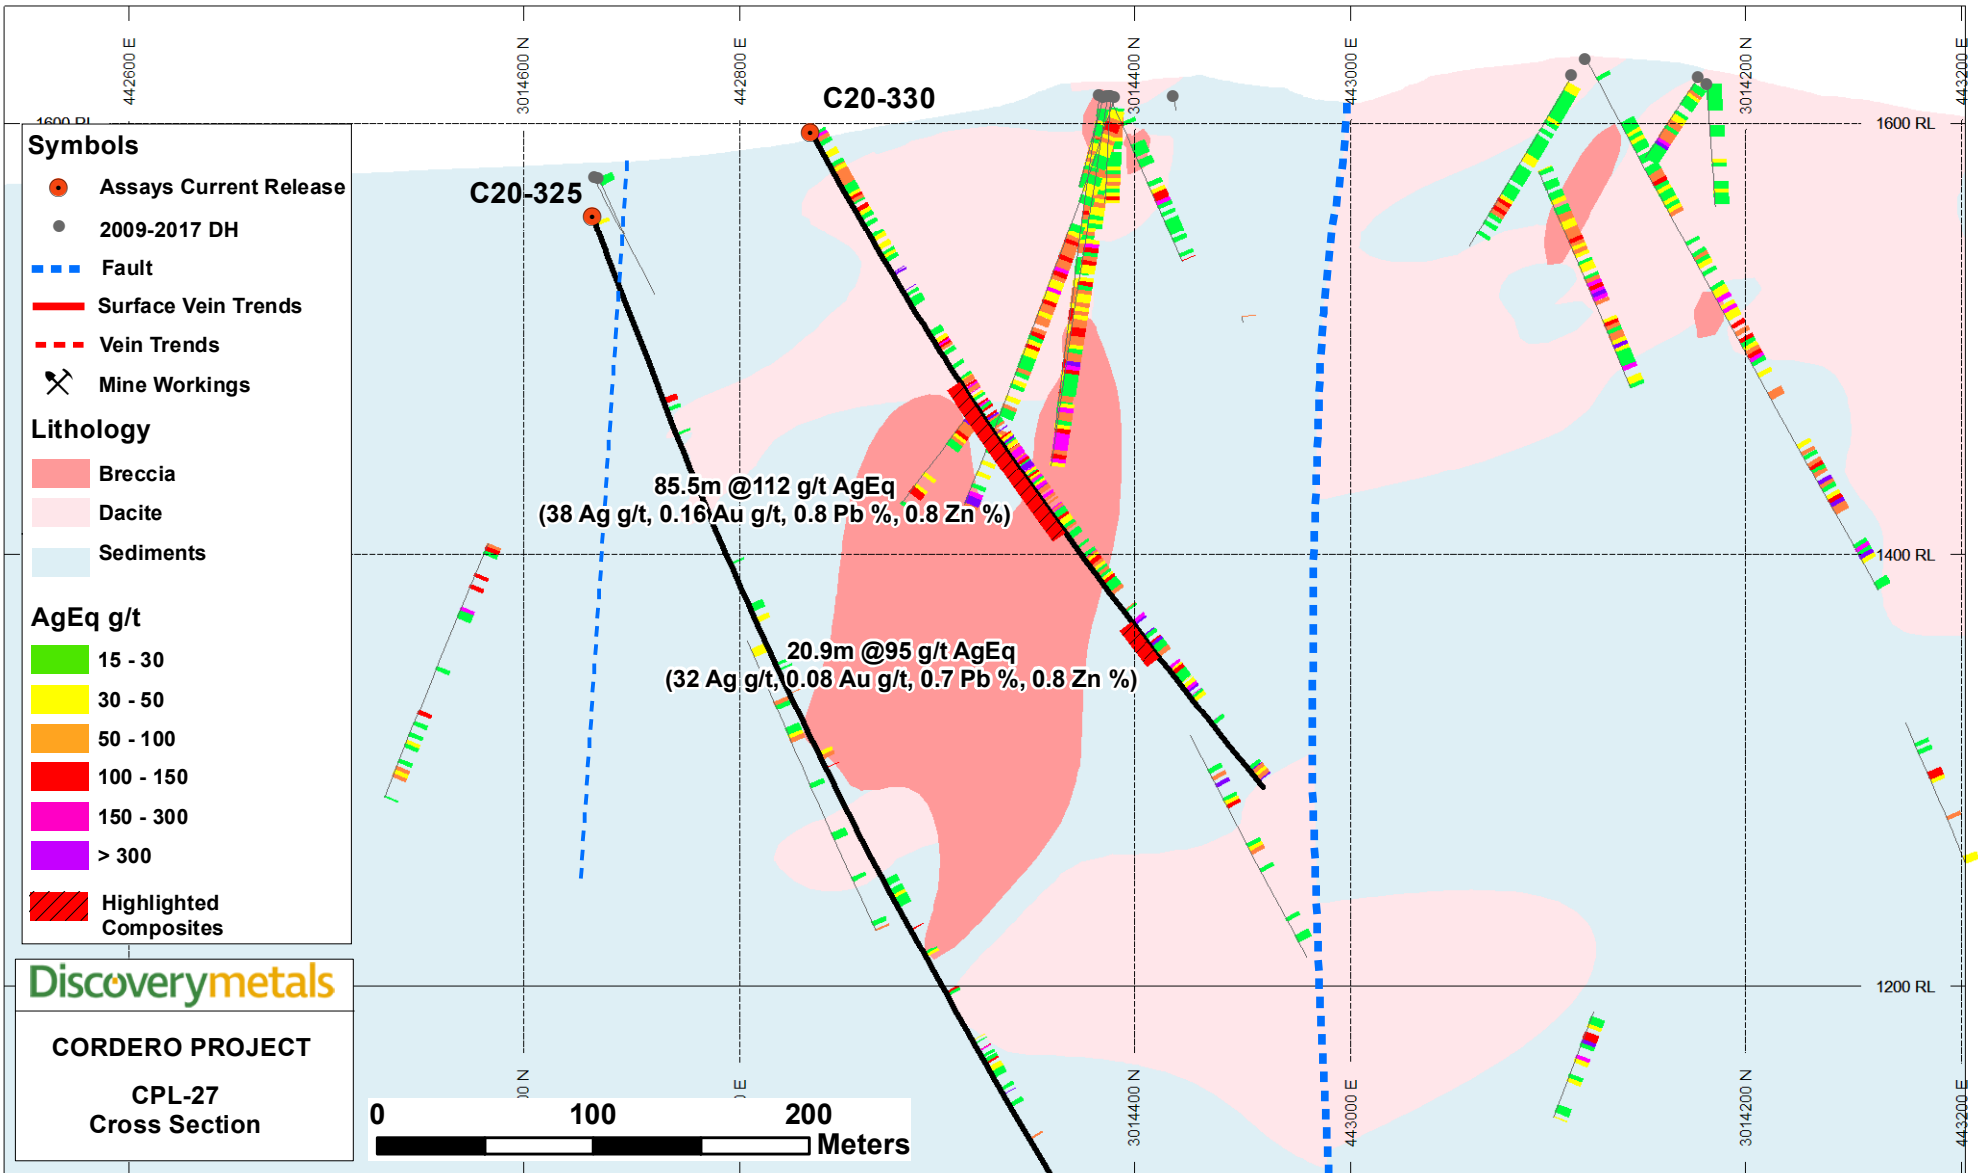 442600 E
3014600 N
442800 E
3014400 N
443000 E
3014200 N
443200 E
C20-330
C20-325
1600 RL
1600 RL
Symbols
Assays Current Release
2009-2017 DH
Fault
Surface Vein Trends
Vein Trends
Mine Workings
Lithology
Breccia
Dacite
Sediments
AgEq g/t
15 - 30
30 - 50
50 - 100
100 - 150
150 - 300
> 300
Highlighted
Composites
85.5m @112 g/t AgEq
(38 Ag g/t, 0.16 Au g/t, 0.8 Pb %, 0.8 Zn %)
1400 RL
20.9m @95 g/t AgEq
(32 Ag g/t, 0.08 Au g/t, 0.7 Pb %, 0.8 Zn %)
1200 RL
Discoverymetals
CORDERO PROJECT
CPL-27
Cross Section
0 100 200
Meters
3014400 N
443000 E
3014200 N
443200 E